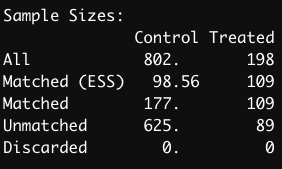 Sample Sizes:
              Control Treated
All            802.       198
Matched (ESS)   98.56     109
Matched        177.       109
Unmatched      625.        89
Discarded        0.         0